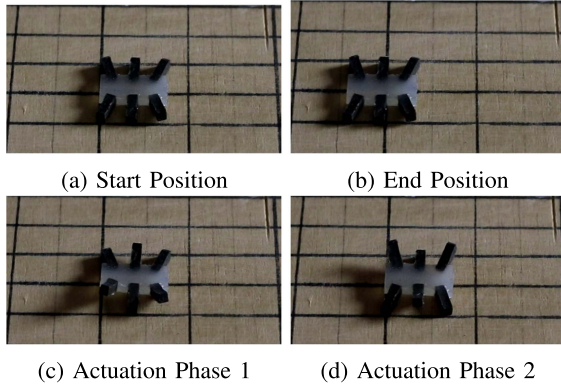 (a) Start Position
(b) End Position
(c) Actuation Phase 1
(d) Actuation Phase 2